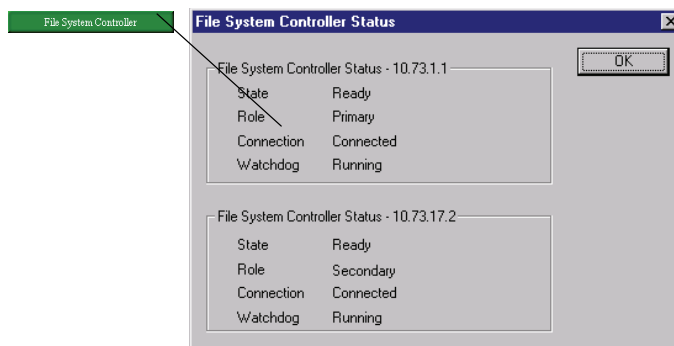 File System Controller
File System Controller Status
OK
File System Controller Status - 10.73.1.1
State Ready
Role Primary
Connection Connected
Watchdog Running
File System Controller Status - 10.73.17.2
State Ready
Role Secondary
Connection Connected
Watchdog Running